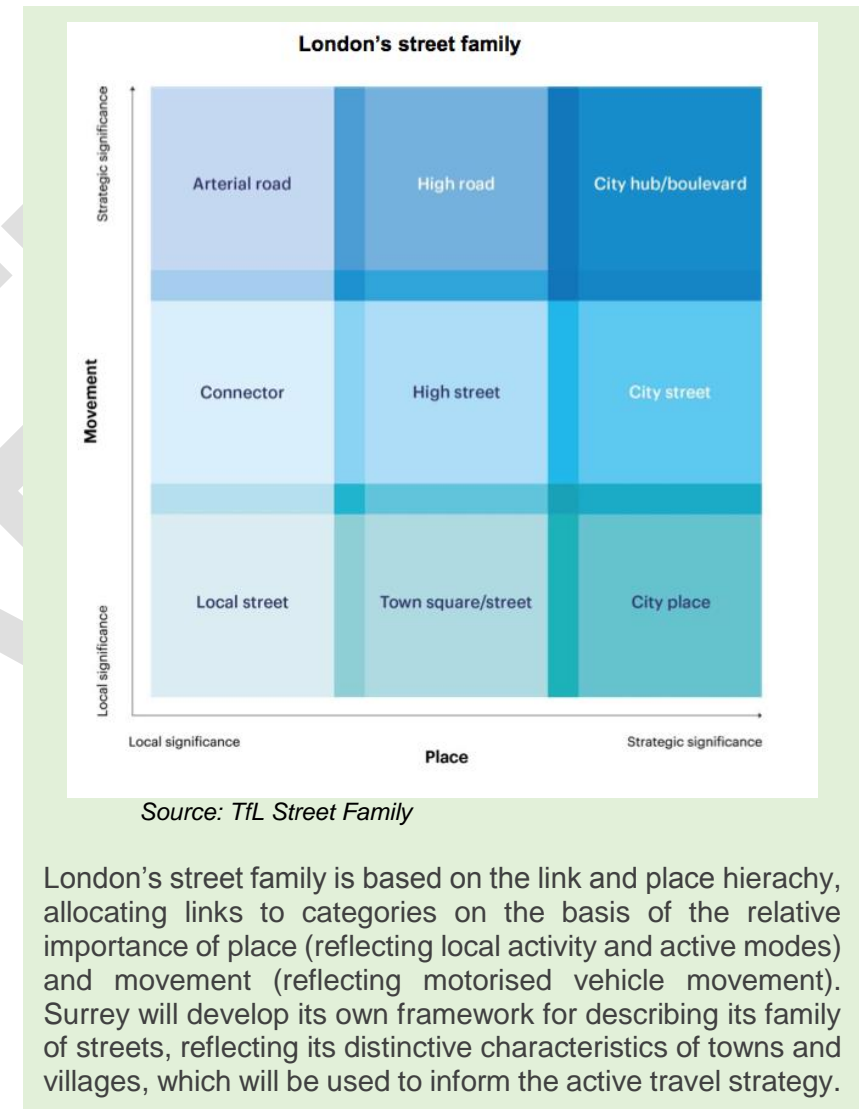 London's street family
Strategic significance
Arterial road
High road
City hub/boulevard
Movement
Connector
High street
City street
Local significance
Local street
Town square/street
City place
Local significance
Place
Strategic significance
Source: TfL Street Family
London's street family is based on the link and place hierachy,
allocating links to categories on the basis of the relative
importance of place (reflecting local activity and active modes)
and movement (reflecting motorised vehicle movement).
Surrey will develop its own framework for describing its family
of streets, reflecting its distinctive characteristics of towns and
villages, which will be used to inform the active travel strategy.